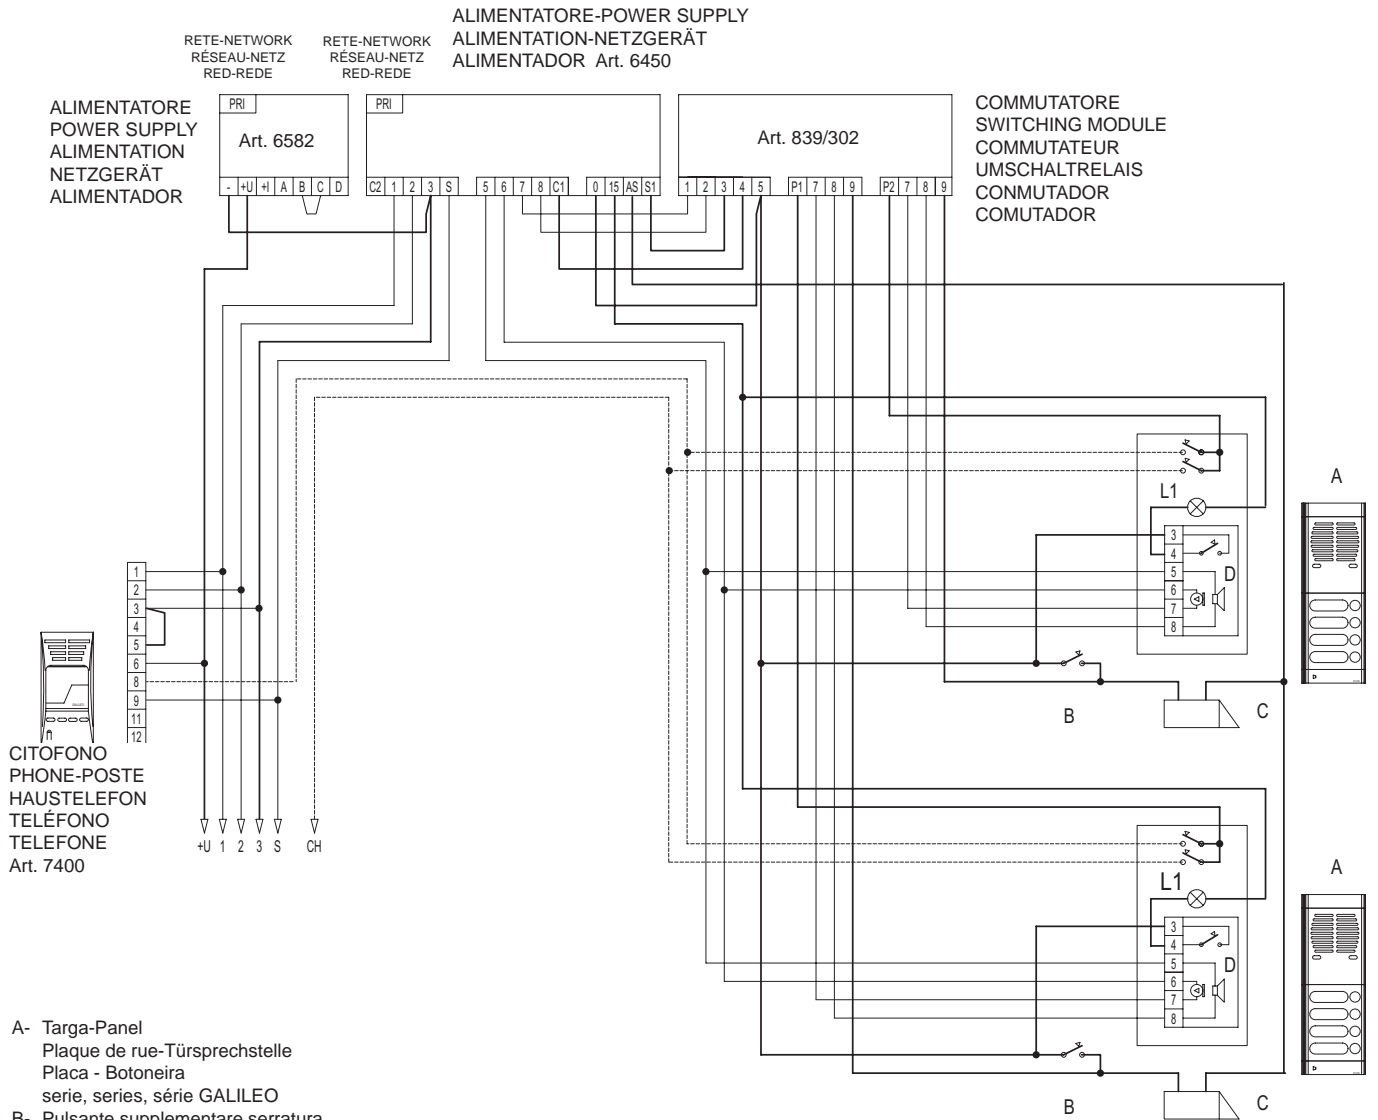 ALIMENTATORE-POWER SUPPLY
ALIMENTATION-NETZGERÄT
ALIMENTADOR Art. 6450
RETE-NETWORK
RÉSEAU-NETZ
RED-REDE
RETE-NETWORK
RÉSEAU-NETZ
RED-REDE
ALIMENTATORE
POWER SUPPLY
ALIMENTATION
NETZGERÄT
ALIMENTADOR
PRI
Art. 6582
- +U +I A B C D
PRI
C2 1 2 3 S 5 6 7 8 C1 0 15 AS S1
Art. 839/302
1 2 3 4 5 P1 7 8 9 P2 7 8 9
COMMUTATORE
SWITCHING MODULE
COMMUTATEUR
UMSCHALTRELAIS
CONMUTADOR
COMUTADOR
A
L1
3
4
5
6
7
8
D
B
C
1
2
3
4
5
6
8
9
11
12
CITOFONO
PHONE-POSTE
HAUSTELEFON
TELÉFONO
TELEFONE
Art. 7400
+U 1 2 3 S CH
A
L1
3
4
5
6
7
8
D
B
C
A- Targa-Panel
Plaque de rue-Türsprechstelle
Placa - Botoneira
serie, series, série GALILEO
B- Pulsante supplementare serratura